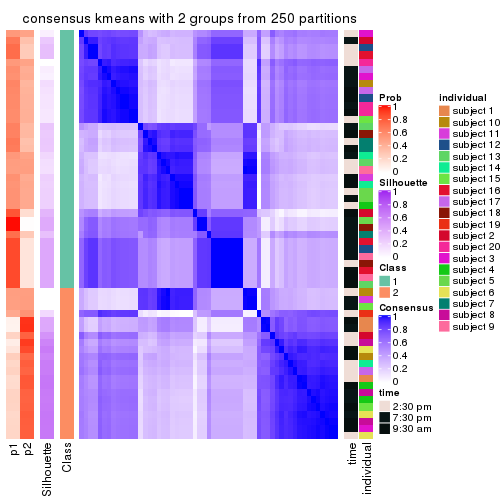 consensus kmeans with 2 groups from 250 partitions
Prob
1
0.8
0.6
0.4
0.2
0
Silhouette
1
0.8
0.6
0.4
0.2
0
Class
1
2
Consensus
1
0.8
0.6
0.4
0.2
0
time
2:30 pm
7:30 pm
9:30 am
individual
subject 1
subject 10
subject 11
subject 12
subject 13
subject 14
subject 15
subject 16
subject 17
subject 18
subject 19
subject 2
subject 20
subject 3
subject 4
subject 5
subject 6
subject 7
subject 8
subject 9
p1
p2
Silhouette
Class
time
individual